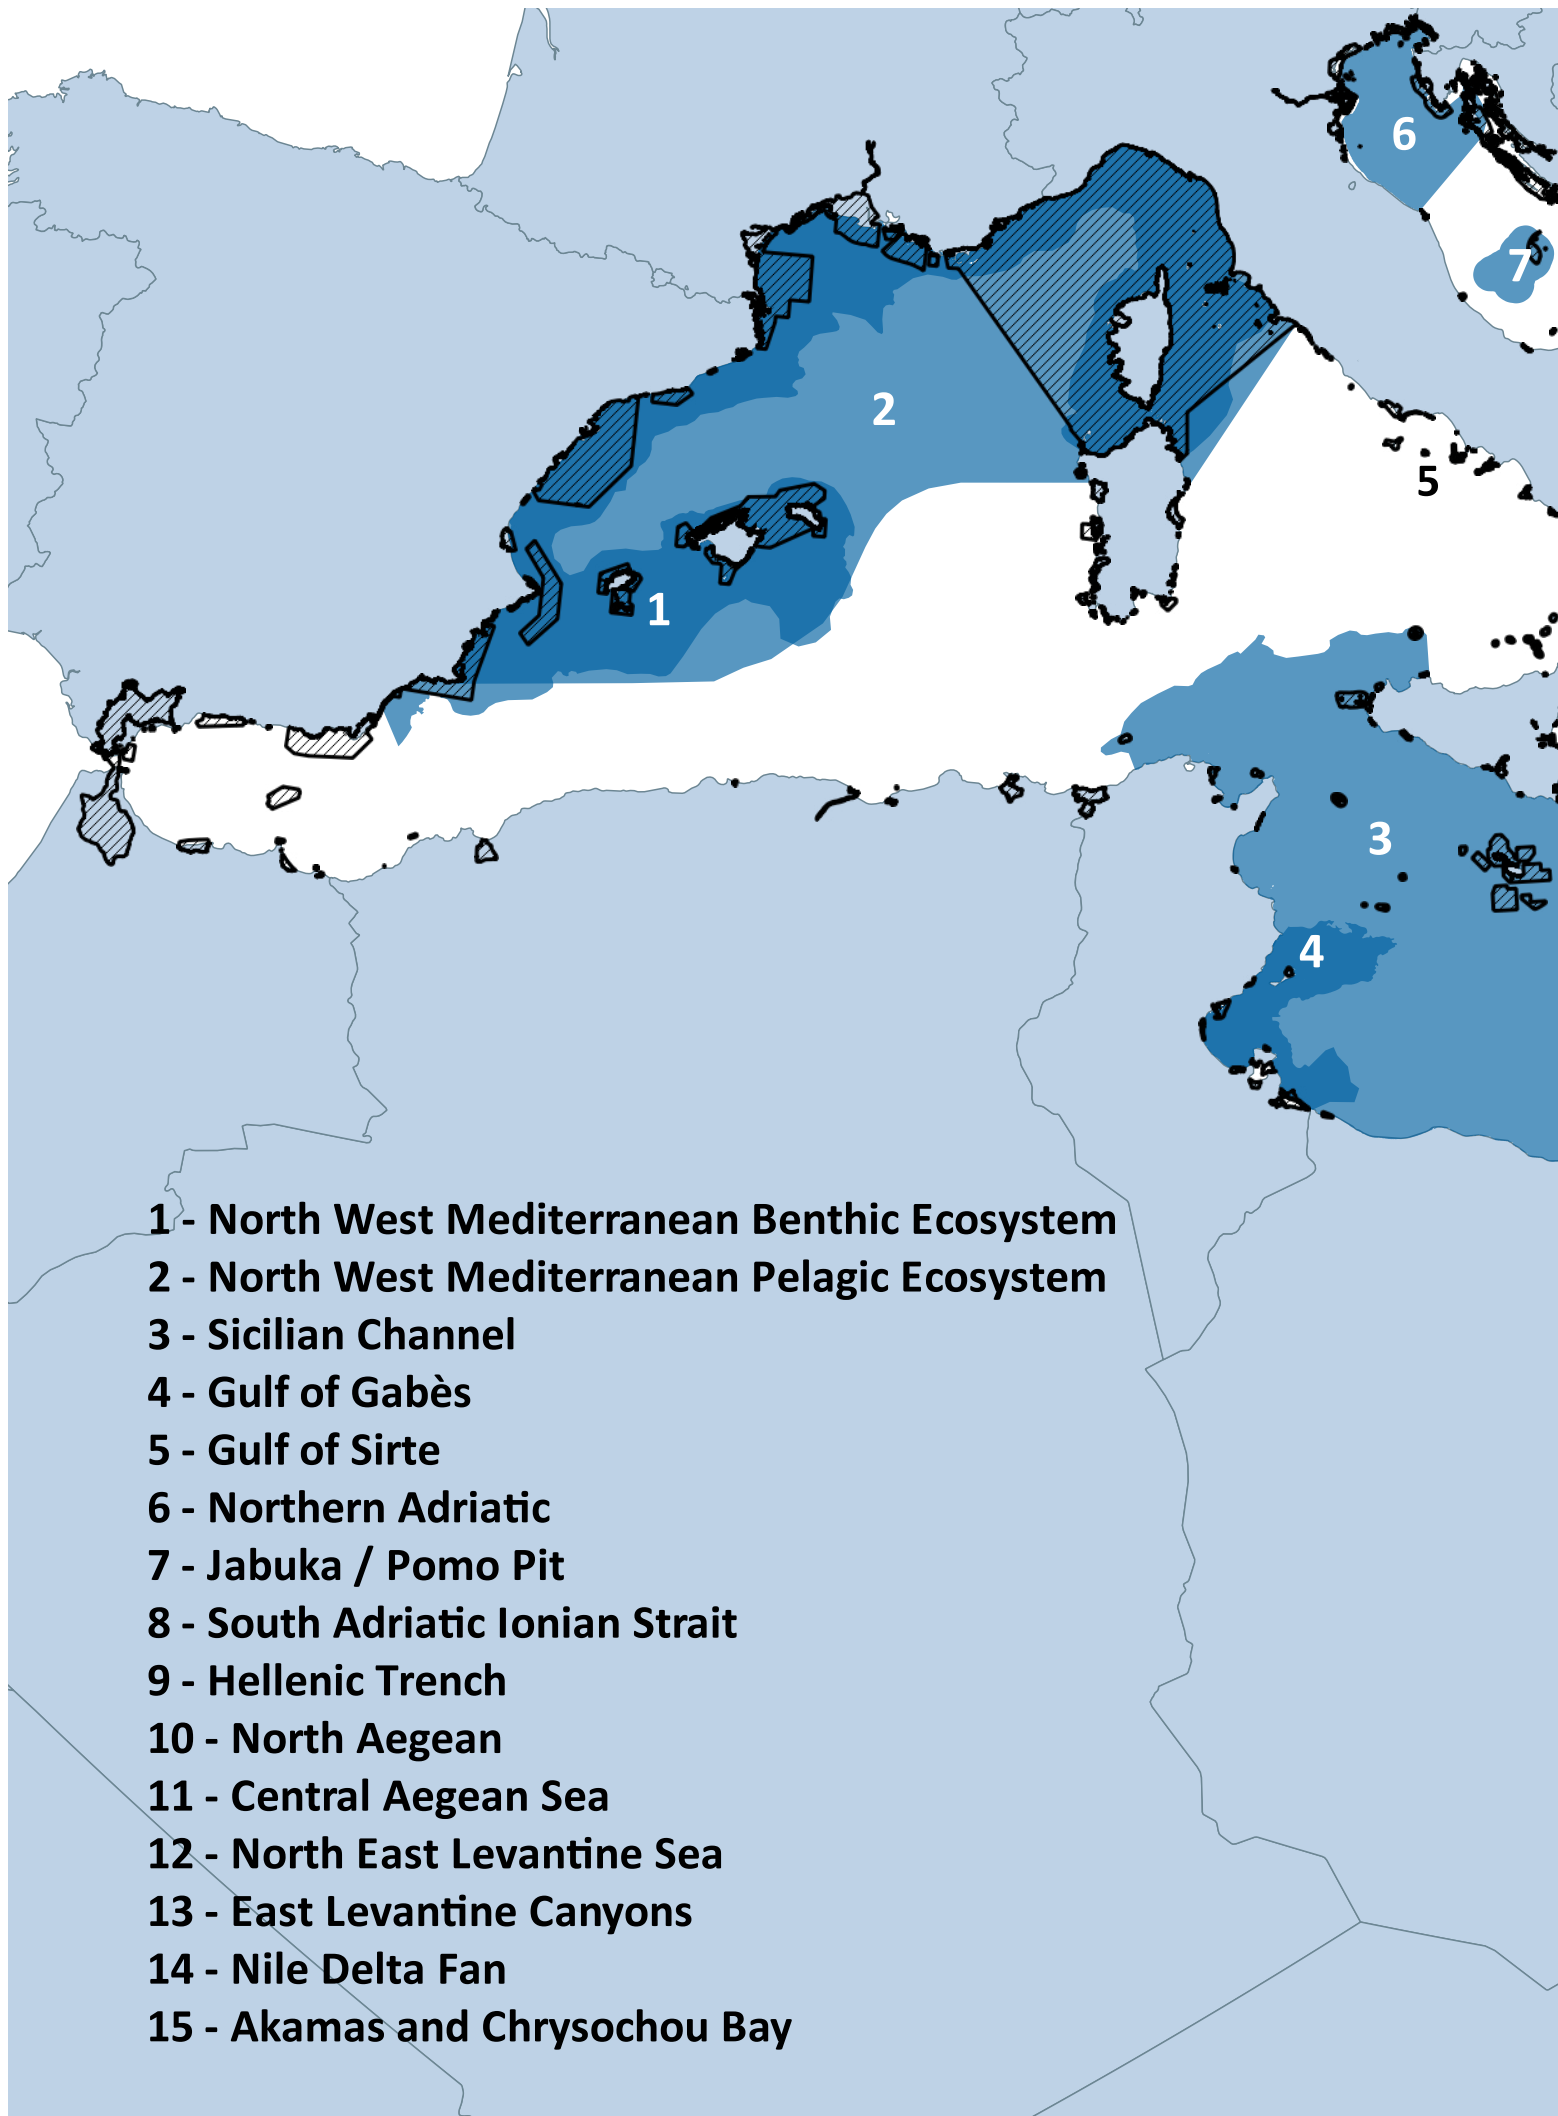 6
7
2
5
1
3
4
1 - North West Mediterranean Benthic Ecosystem
2 - North West Mediterranean Pelagic Ecosystem
3 - Sicilian Channel
4 - Gulf of Gabès
5 - Gulf of Sirte
6 - Northern Adriatic
7 - Jabuka / Pomo Pit
8 - South Adriatic Ionian Strait
9 - Hellenic Trench
10 - North Aegean
11 - Central Aegean Sea
12 - North East Levantine Sea
13 - East Levantine Canyons
14 - Nile Delta Fan
15 - Akamas and Chrysochou Bay